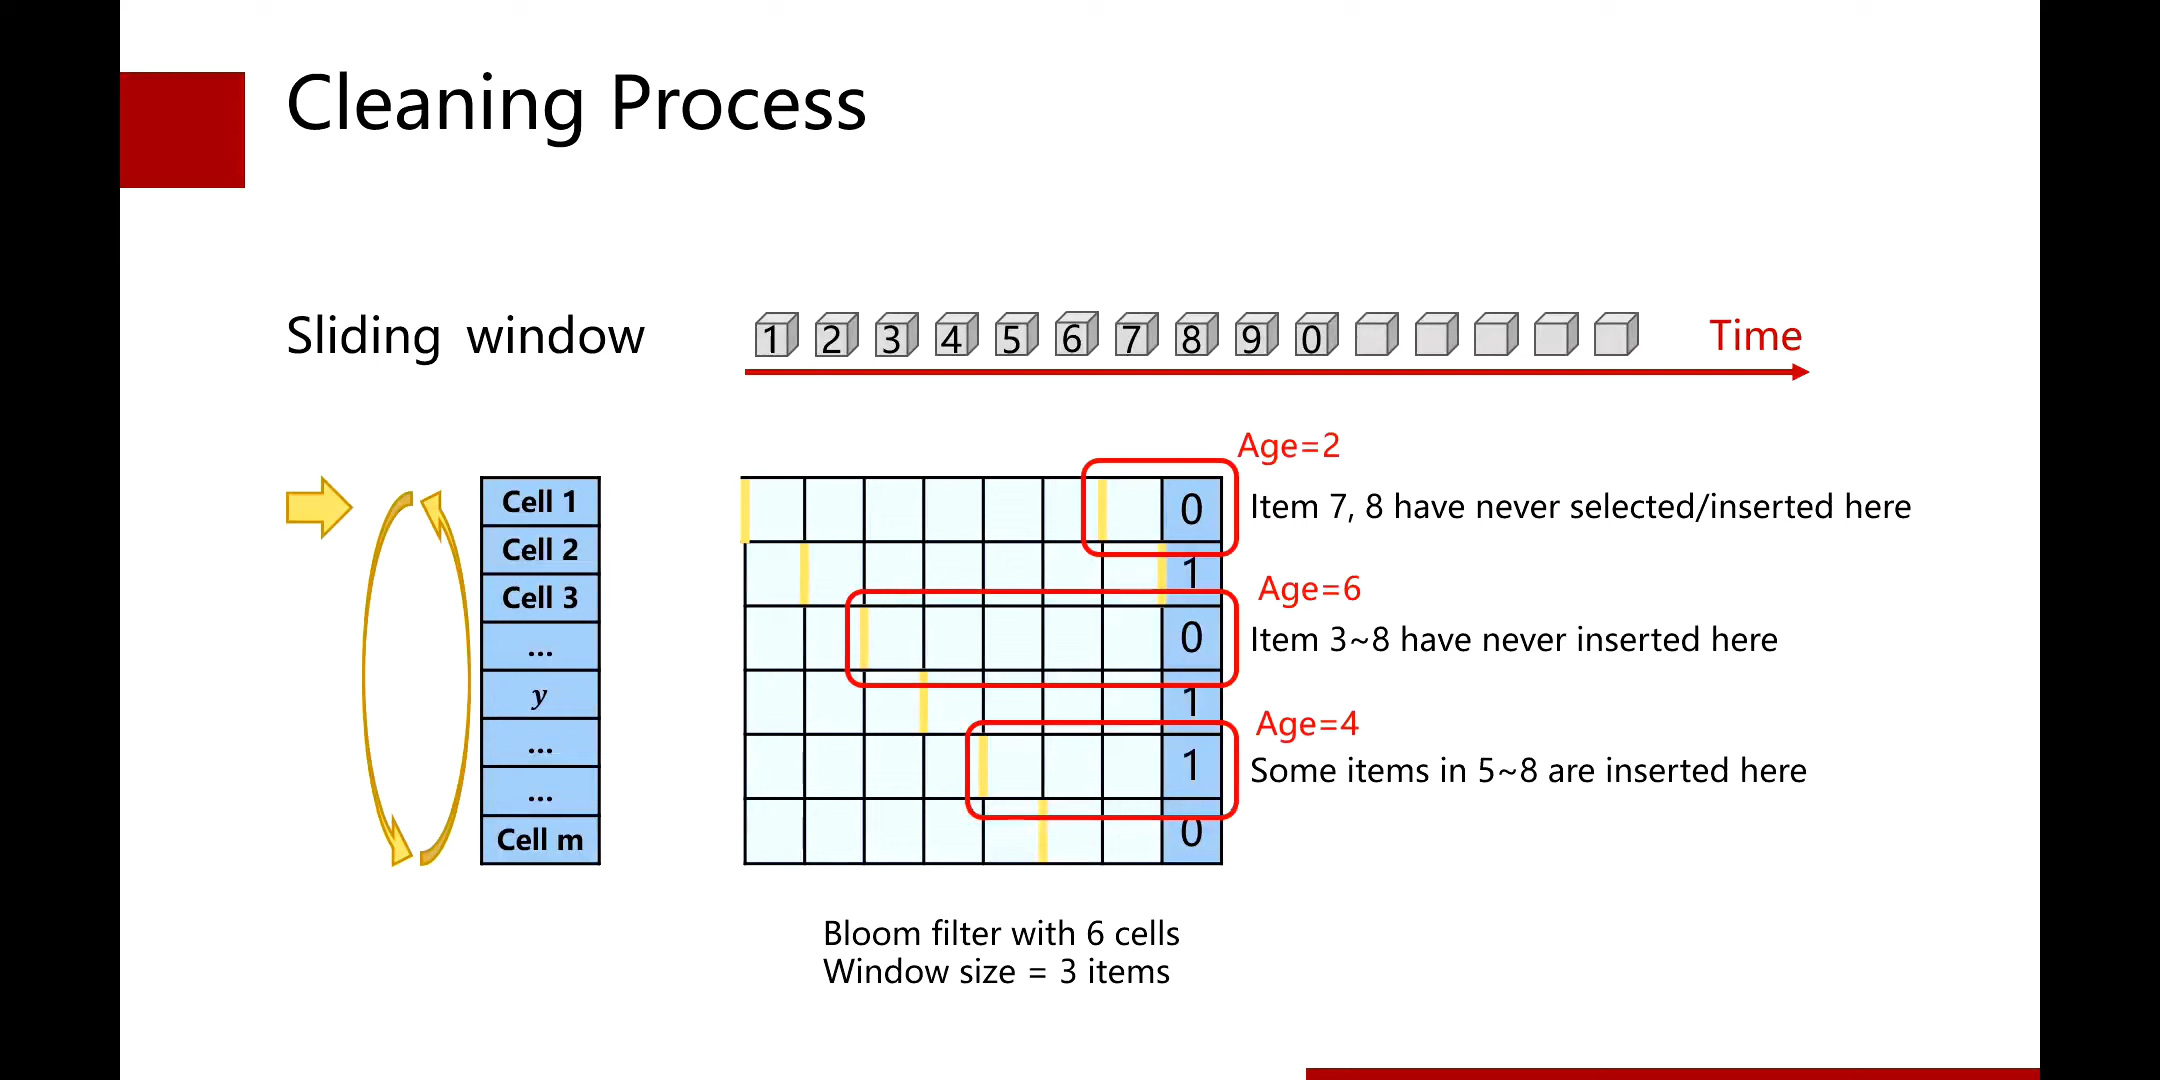 Cleaning Process
Sliding window
1 2 3 4 5 6 7 8 9 0
Time
Cell 1
Cell 2
Cell 3
...
y
...
...
Cell m
0
1
0
1
1
0
Age=2
Item 7, 8 have never selected/inserted here
Age=6
Item 3~8 have never inserted here
Age=4
Some items in 5~8 are inserted here
Bloom filter with 6 cells
Window size = 3 items